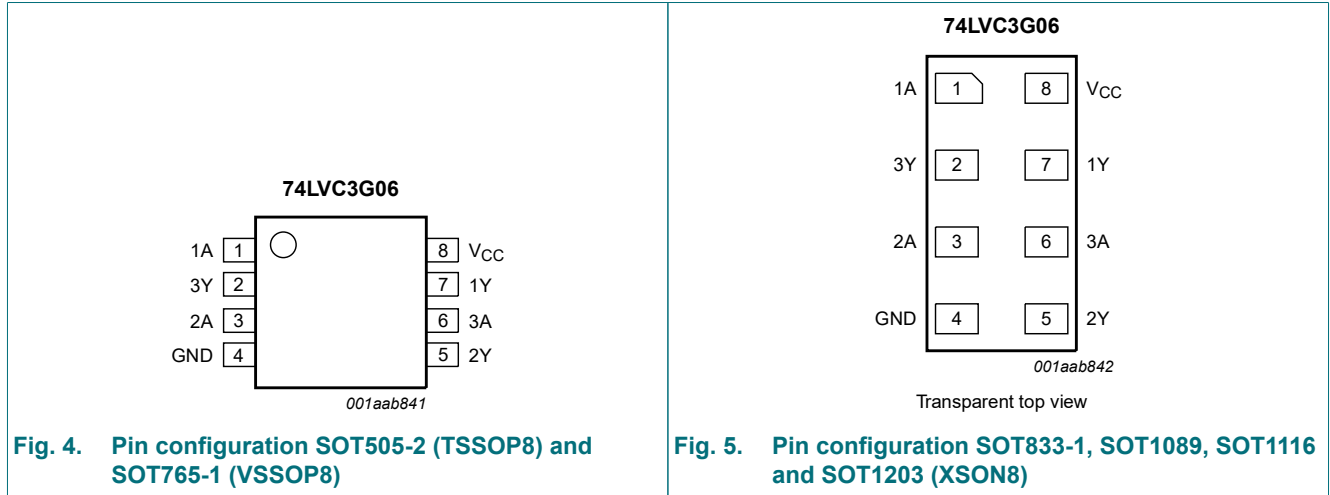 74LVC3G06
1A 1 8 VCC
3Y 2 7 1Y
2A 3 6 3A
GND 4 5 2Y
001aab841
Fig. 4. Pin configuration SOT505-2 (TSSOP8) and
SOT765-1 (VSSOP8)
74LVC3G06
1A 1 8 VCC
3Y 2 7 1Y
2A 3 6 3A
GND 4 5 2Y
001aab842
Transparent top view
Fig. 5. Pin configuration SOT833-1, SOT1089, SOT1116
and SOT1203 (XSON8)